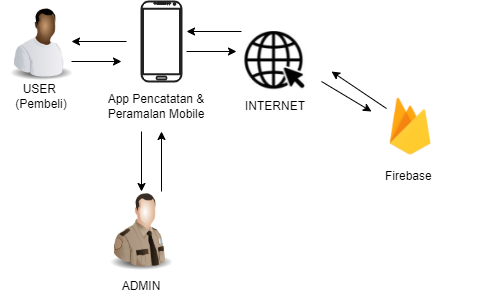 USER
(Pembeli)
App Pencatatan &
Peramalan Mobile
INTERNET
Firebase
ADMIN